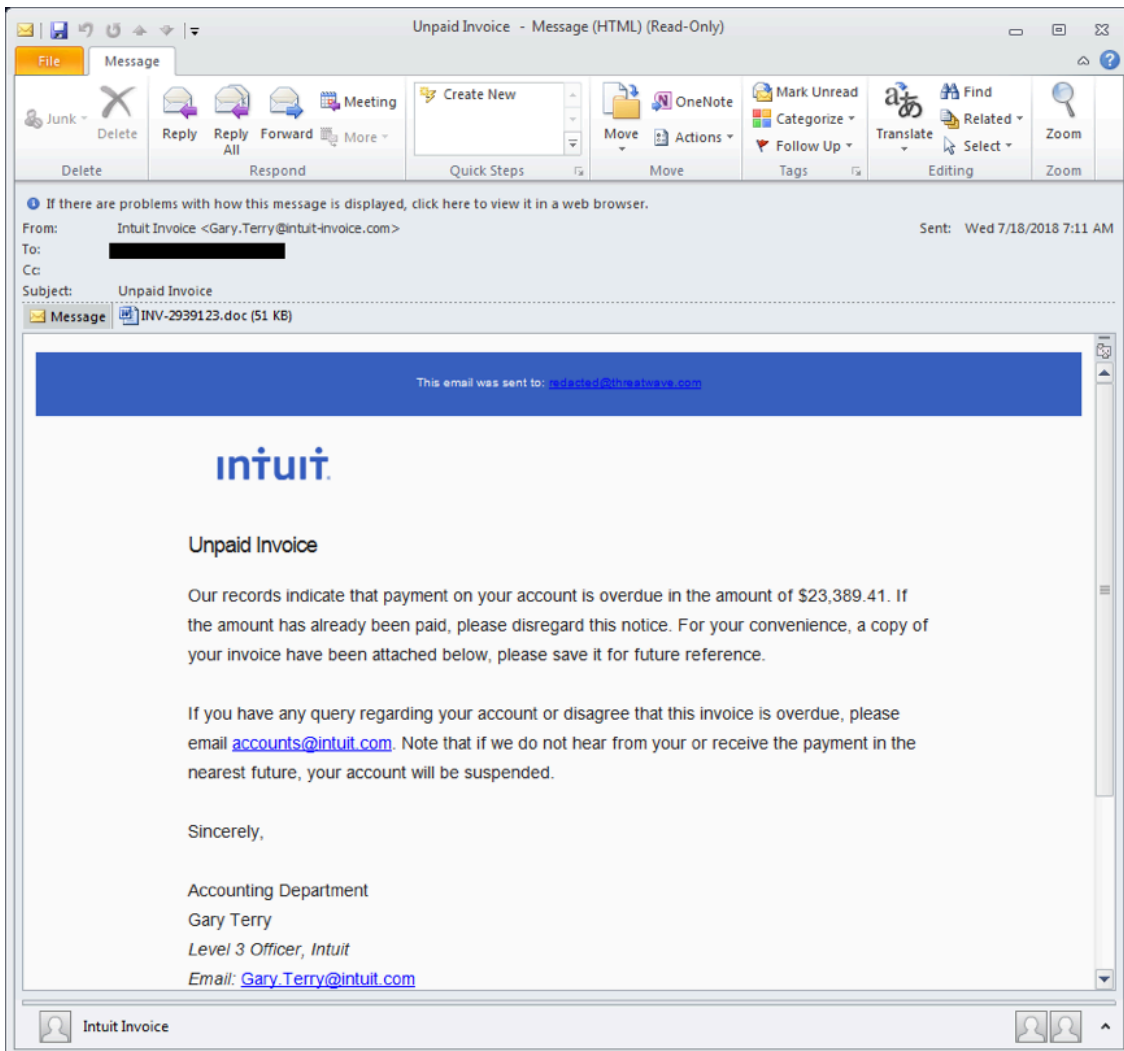 Unpaid Invoice - Message (HTML) (Read-Only)
File Message
Junk Delete Reply Reply All Forward Meeting More Create New Move OneNote Actions Mark Unread Categorize Follow Up Translate Find Related Select Zoom
Delete Respond Quick Steps Move Tags Editing Zoom
If there are problems with how this message is displayed, click here to view it in a web browser.
From: Intuit Invoice <Gary.Terry@intuit-invoice.com> Sent: Wed 7/18/2018 7:11 AM
To:
Cc:
Subject: Unpaid Invoice
Message INV-2939123.doc (51 KB)
This email was sent to: redacted@threatwave.com
intuit.
Unpaid Invoice
Our records indicate that payment on your account is overdue in the amount of $23,389.41. If
the amount has already been paid, please disregard this notice. For your convenience, a copy of
your invoice have been attached below, please save it for future reference.
If you have any query regarding your account or disagree that this invoice is overdue, please
email accounts@intuit.com. Note that if we do not hear from your or receive the payment in the
nearest future, your account will be suspended.
Sincerely,
Accounting Department
Gary Terry
Level 3 Officer, Intuit
Email: Gary.Terry@intuit.com
Intuit Invoice